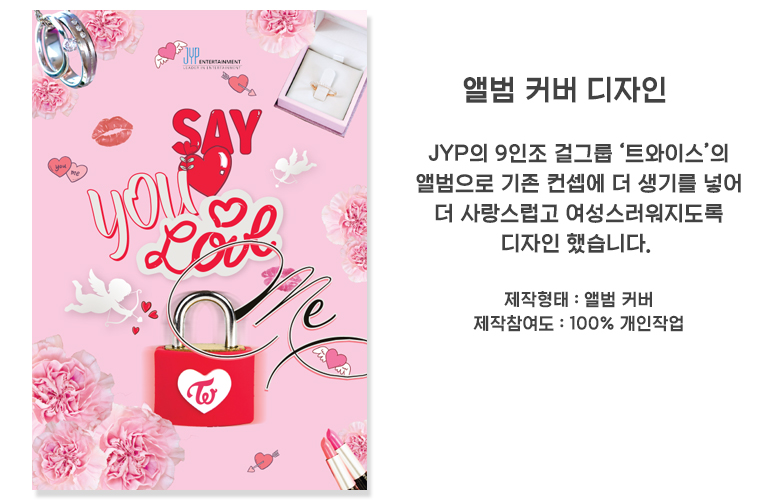 JYP ENTERTAINMENT
LEADER IN ENTERTAINMENT
SAY
YOU
Love
Me
you
me
TW
앨범 커버 디자인
JYP의 9인조 걸그룹 ‘트와이스’의
앨범으로 기존 컨셉에 더 생기를 넣어
더 사랑스럽고 여성스러워지도록
디자인 했습니다.
제작형태 : 앨범 커버
제작참여도 : 100% 개인작업